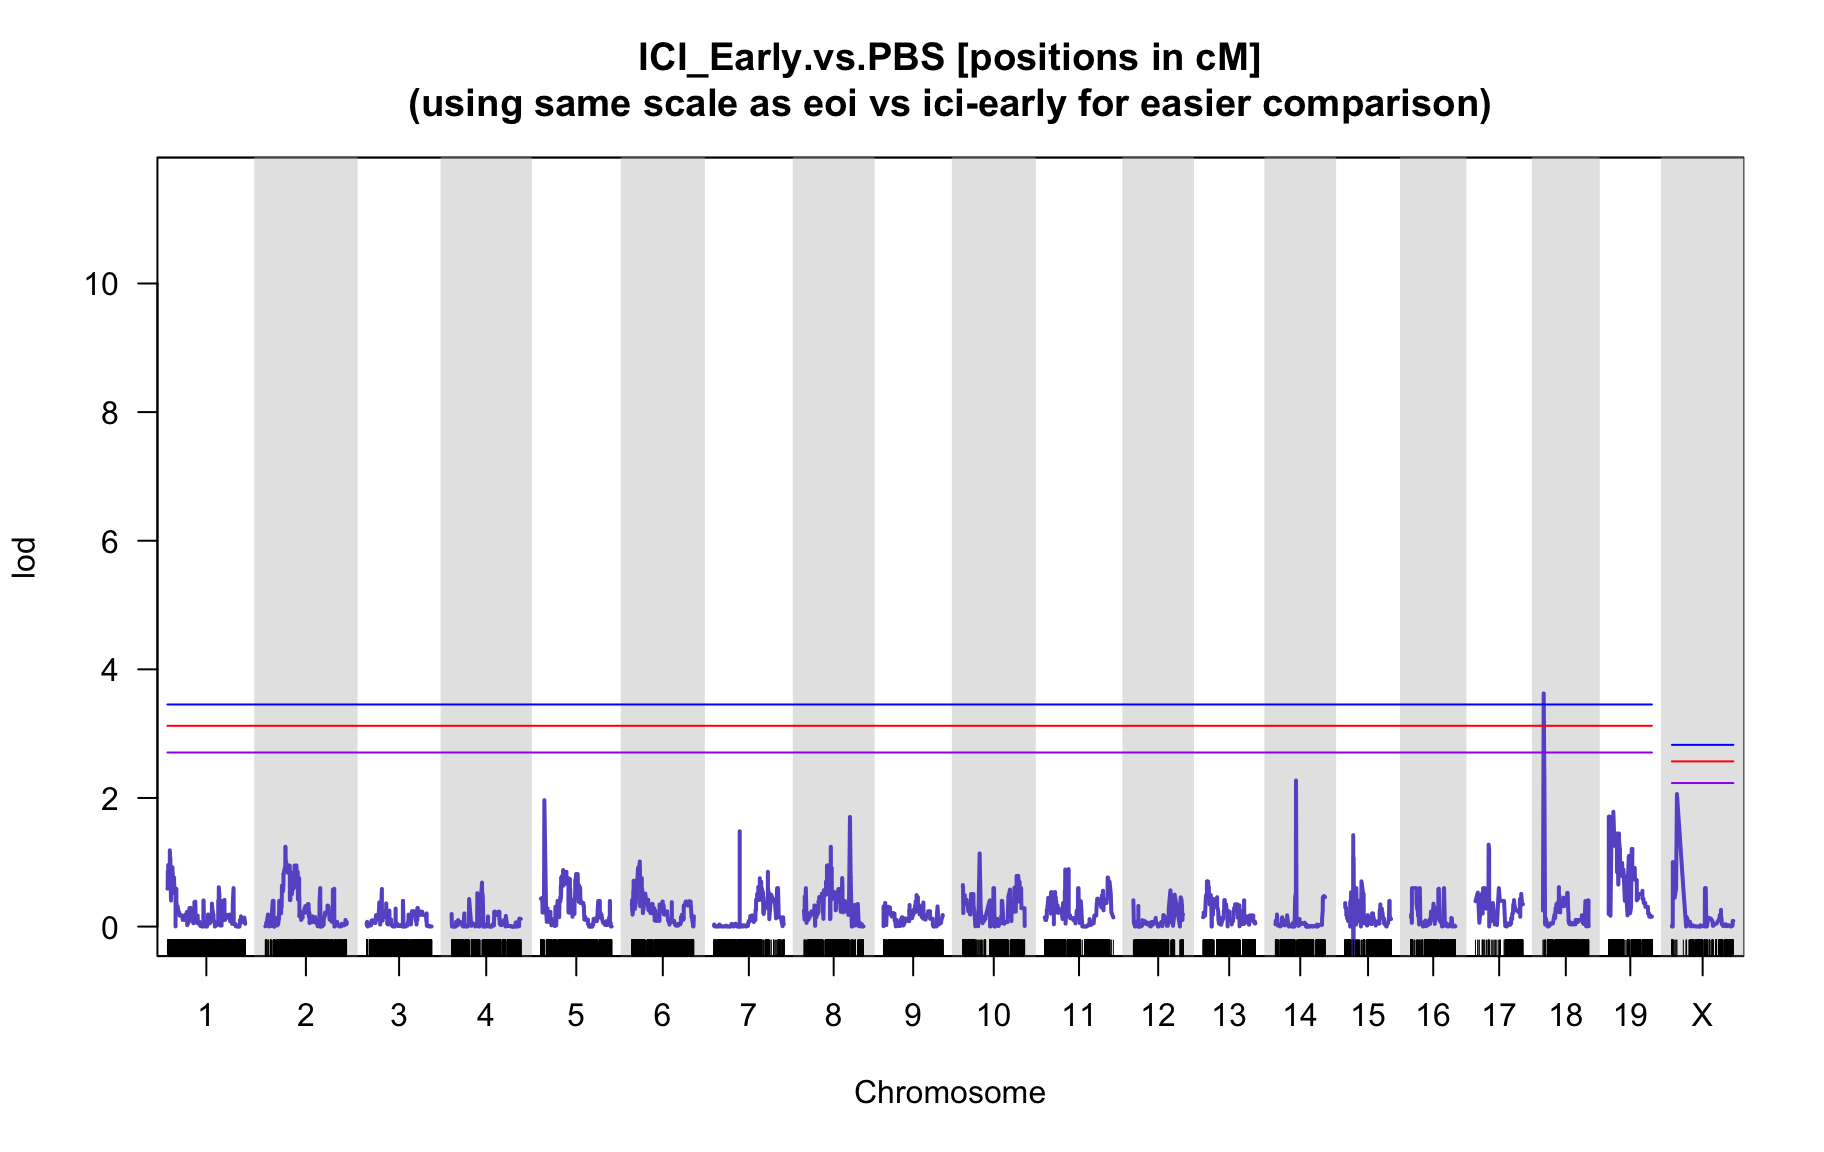 ICI_Early.vs.PBS [positions in cM]
(using same scale as eoi vs ici-early for easier comparison)
10
8
6
4
2
0
lod
1 2 3 4 5 6 7 8 9 10 11 12 13 14 15 16 17 18 19 X
Chromosome